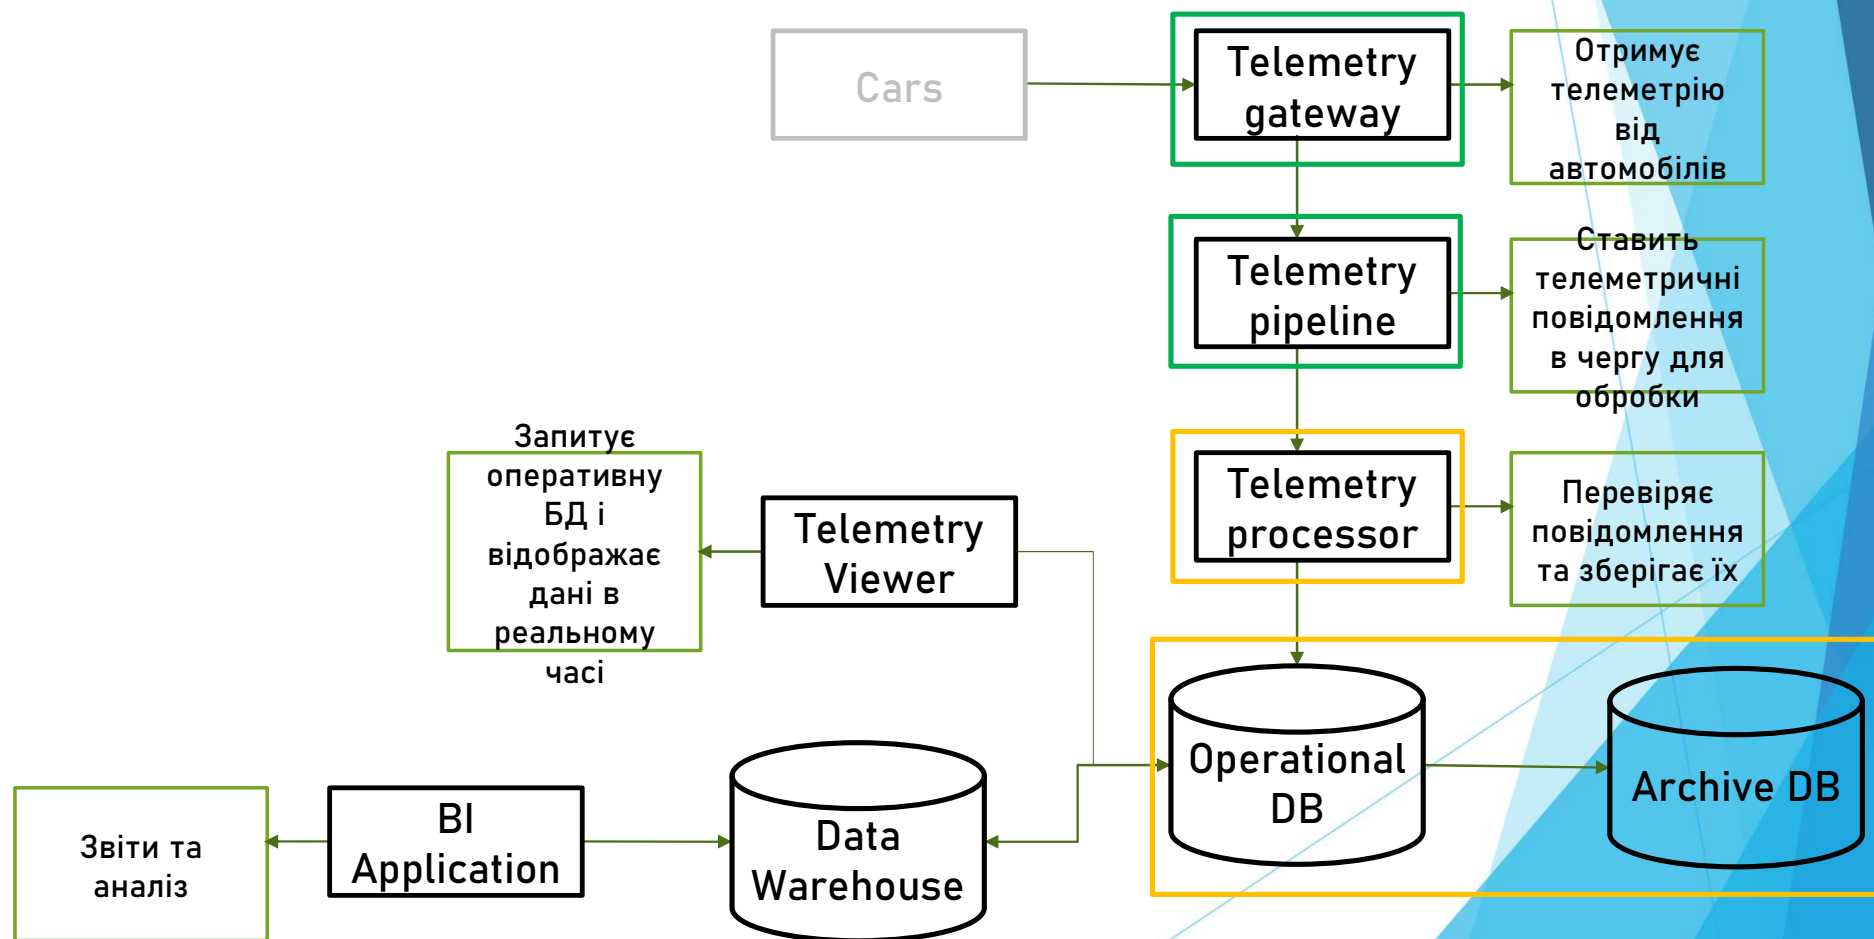 Cars
Telemetry
gateway
Отримує
телеметрію
від
автомобілів
Telemetry
pipeline
Ставить
телеметричні
повідомлення
в чергу для
обробки
Telemetry
processor
Перевіряє
повідомлення
та зберігає їх
Запитує
оперативну
БД і
відображає
дані в
реальному
часі
Telemetry
Viewer
Operational
DB
Archive DB
Data
Warehouse
BI
Application
Звіти та
аналіз